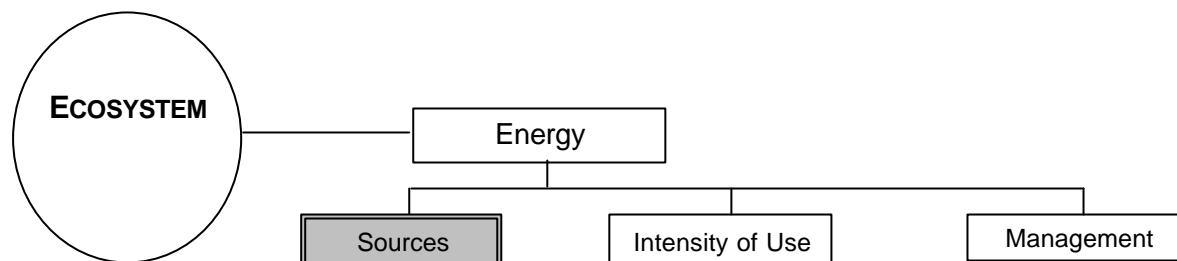 ECOSYSTEM
Energy
Sources
Intensity of Use
Management